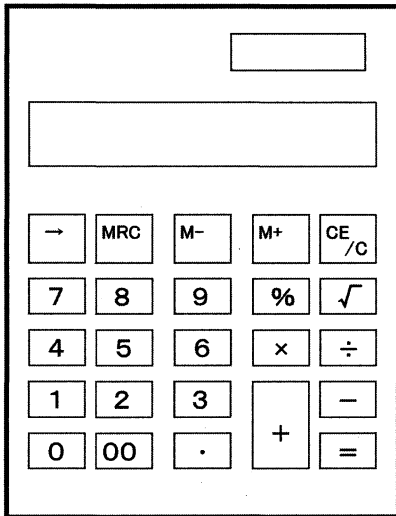 → MRC M− M+ CE/C
7 8 9 % √
4 5 6 × ÷
1 2 3 −
0 00 · + =